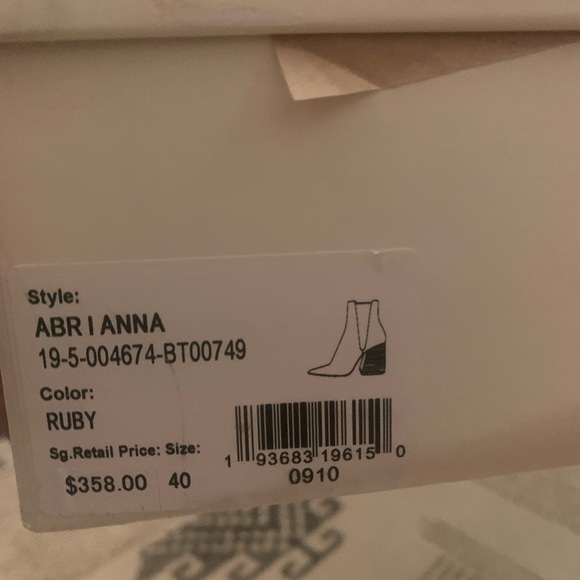 Style:
ABRIANNA
19-5-004674-BT00749
Color:
RUBY
Sg.Retail Price: Size:
$358.00 40
1 93683 19615 0
0910